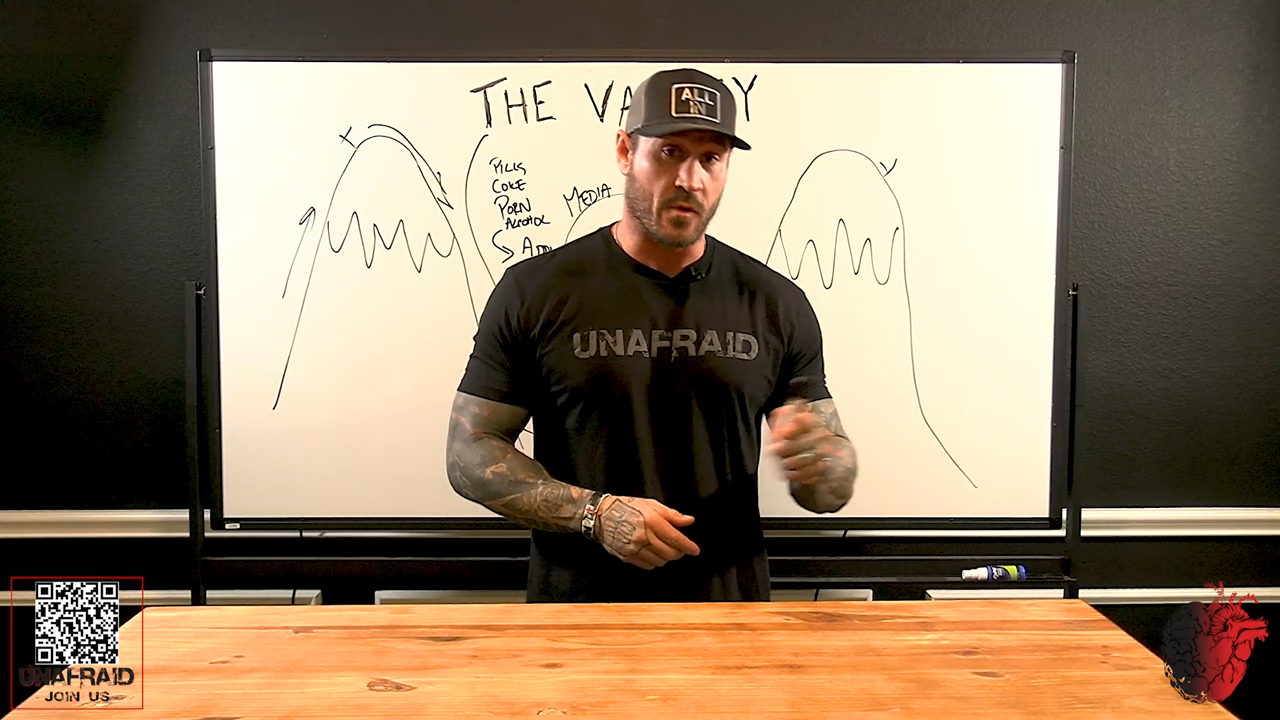 THE VA Y
X
Y
PILLS
COKE
PORN
ALCOHOL
MEDIA
ALL
IN
UNAFRAID
UNAFRAID
JOIN US